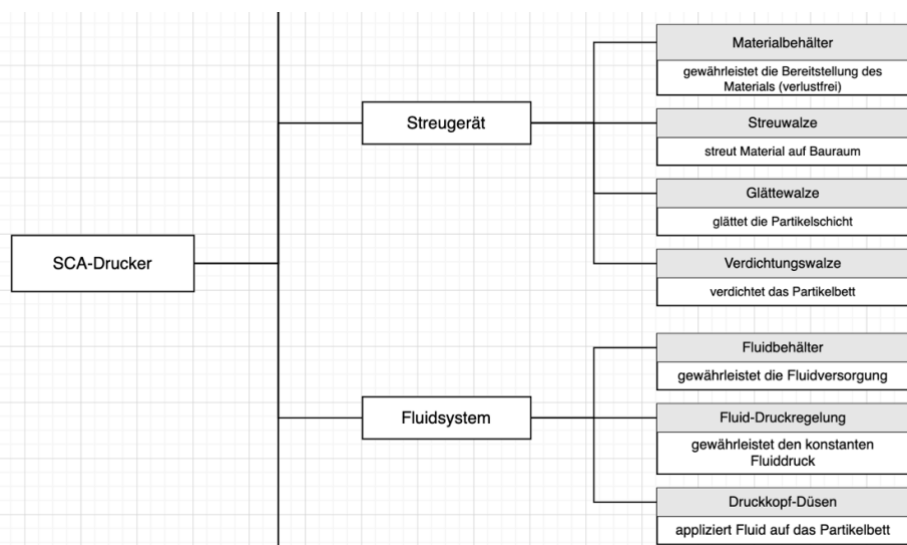 SCA-Drucker
Streugerät
Materialbehälter
gewährleistet die Bereitstellung des
Materials (verlustfrei)
Streuwalze
streut Material auf Bauraum
Glättewalze
glättet die Partikelschicht
Verdichtungswalze
verdichtet das Partikelbett
Fluidsystem
Fluidbehälter
gewährleistet die Fluidversorgung
Fluid-Druckregelung
gewährleistet den konstanten
Fluiddruck
Druckkopf-Düsen
appliziert Fluid auf das Partikelbett